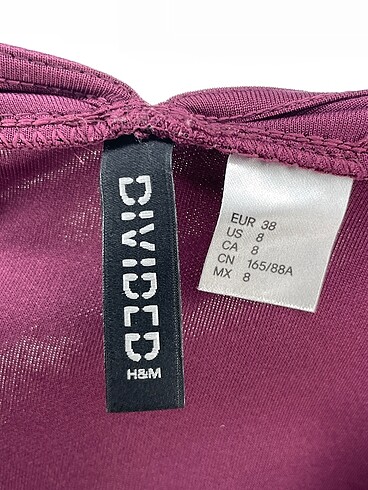 DIVIDED
H&M
EUR 38
US 8
CA 8
CN 165/88A
MX 8